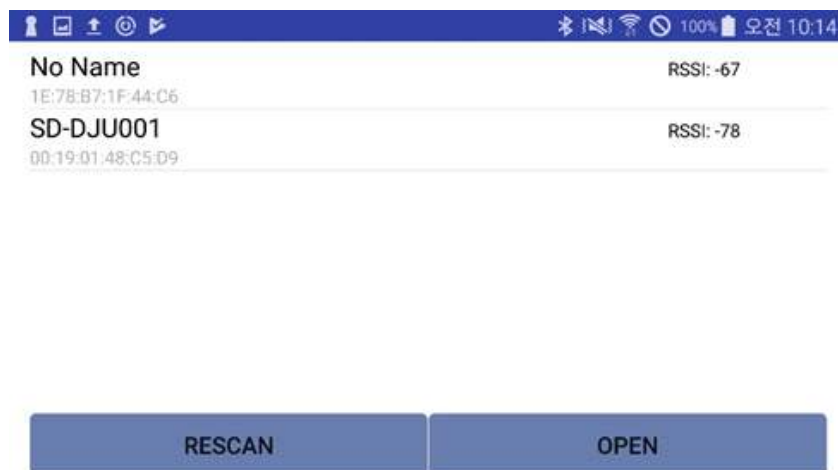 100% 오전 10:14
No Name RSSI: -67
1E:78:B7:1F:44:C6
SD-DJU001 RSSI: -78
00:19:01:48:C5:D9
RESCAN OPEN